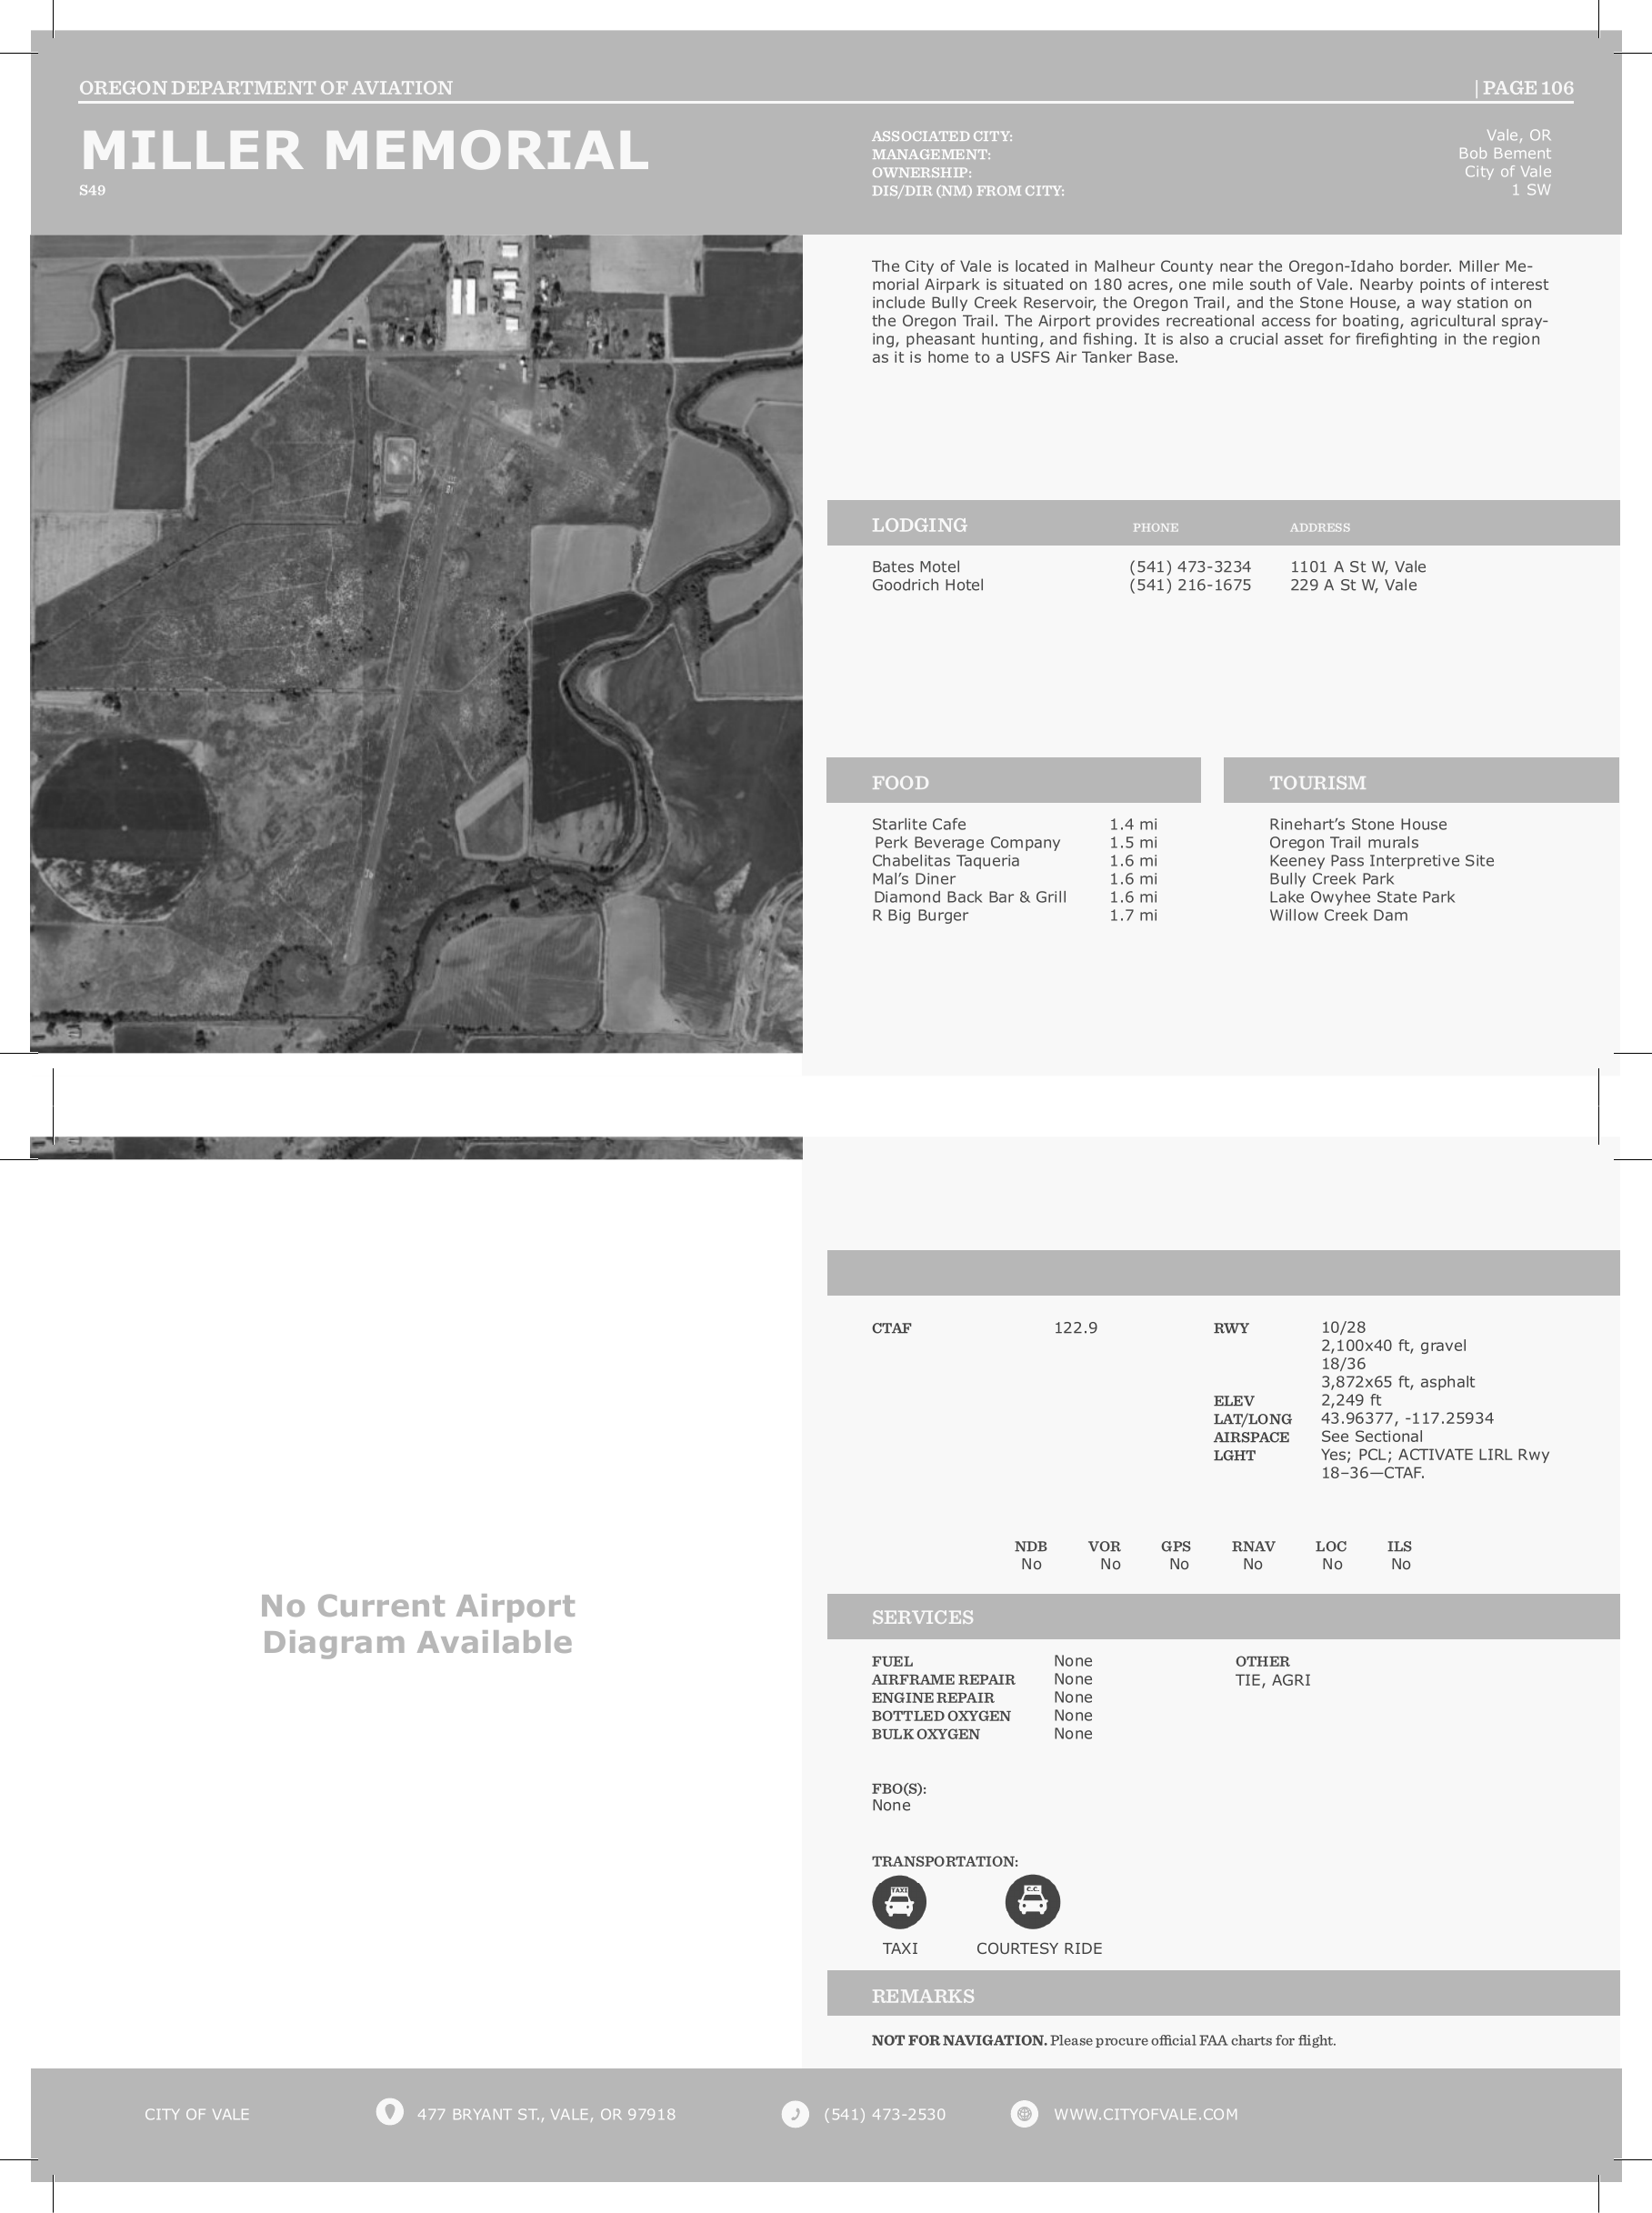 OREGON DEPARTMENT OF AVIATION
| PAGE 106
MILLER MEMORIAL
S49
ASSOCIATED CITY: Vale, OR
MANAGEMENT: Bob Bement
OWNERSHIP: City of Vale
DIS/DIR (NM) FROM CITY: 1 SW
The City of Vale is located in Malheur County near the Oregon-Idaho border. Miller Me-
morial Airpark is situated on 180 acres, one mile south of Vale. Nearby points of interest
include Bully Creek Reservoir, the Oregon Trail, and the Stone House, a way station on
the Oregon Trail. The Airport provides recreational access for boating, agricultural spray-
ing, pheasant hunting, and fishing. It is also a crucial asset for firefighting in the region
as it is home to a USFS Air Tanker Base.
LODGING PHONE ADDRESS
Bates Motel (541) 473-3234 1101 A St W, Vale
Goodrich Hotel (541) 216-1675 229 A St W, Vale
FOOD
Starlite Cafe 1.4 mi
Perk Beverage Company 1.5 mi
Chabelitas Taqueria 1.6 mi
Mal's Diner 1.6 mi
Diamond Back Bar & Grill 1.6 mi
R Big Burger 1.7 mi
TOURISM
Rinehart's Stone House
Oregon Trail murals
Keeney Pass Interpretive Site
Bully Creek Park
Lake Owyhee State Park
Willow Creek Dam
No Current Airport
Diagram Available
CTAF 122.9
RWY 10/28
2,100x40 ft, gravel
18/36
3,872x65 ft, asphalt
ELEV 2,249 ft
LAT/LONG 43.96377, -117.25934
AIRSPACE See Sectional
LGHT Yes; PCL; ACTIVATE LIRL Rwy
18–36—CTAF.
NDB VOR GPS RNAV LOC ILS
No No No No No No
SERVICES
FUEL None
AIRFRAME REPAIR None
ENGINE REPAIR None
BOTTLED OXYGEN None
BULK OXYGEN None
OTHER
TIE, AGRI
FBO(S):
None
TRANSPORTATION:
TAXI C.C.
TAXI COURTESY RIDE
REMARKS
NOT FOR NAVIGATION. Please procure official FAA charts for flight.
CITY OF VALE 477 BRYANT ST., VALE, OR 97918 (541) 473-2530 WWW.CITYOFVALE.COM